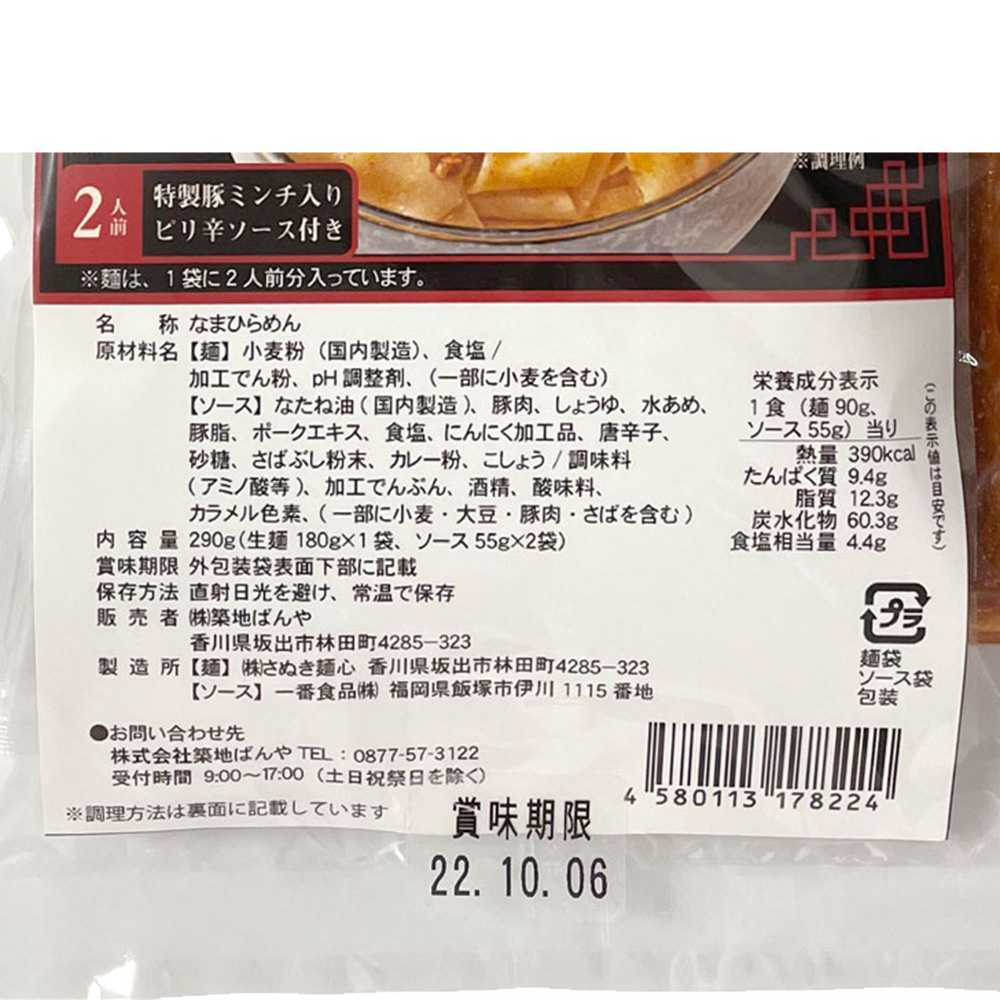 ※調理例
2人前
特製豚ミンチ入り
ピリ辛ソース付き
※麺は、1袋に2人前分入っています。
名称 なまひらめん
原材料名 【麺】小麦粉（国内製造）、食塩/
加工でん粉、pH調整剤、（一部に小麦を含む）
【ソース】なたね油(国内製造)、豚肉、しょうゆ、水あめ、
豚脂、ポークエキス、食塩、にんにく加工品、唐辛子、
砂糖、さばぶし粉末、カレー粉、こしょう/調味料
(アミノ酸等)、加工でんぷん、酒精、酸味料、
カラメル色素、(一部に小麦・大豆・豚肉・さばを含む)
内容量 290g(生麺180g×1袋、ソース55g×2袋)
賞味期限 外包装袋表面下部に記載
保存方法 直射日光を避け、常温で保存
販売者 ㈱築地ばんや
香川県坂出市林田町4285−323
製造所 【麺】㈱さぬき麺心 香川県坂出市林田町4285−323
【ソース】一番食品㈱ 福岡県飯塚市伊川1115番地
栄養成分表示
1食（麺90g、
ソース55g）当り
熱量 390kcal
たんぱく質 9.4g
脂質 12.3g
炭水化物 60.3g
食塩相当量 4.4g
（この表示値は目安です）
プラ
麺袋
ソース袋
包装
●お問い合わせ先
株式会社築地ばんや TEL：0877-57-3122
受付時間 9:00〜17:00（土日祝祭日を除く）
※調理方法は裏面に記載しています
4 580113 178224
賞味期限
22.10.06